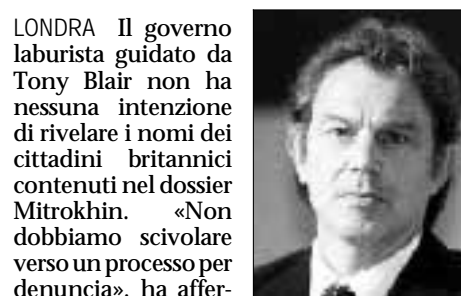 LONDRA Il governo
laburista guidato da
Tony Blair non ha
nessuna intenzione
di rivelare i nomi dei
cittadini britannici
contenuti nel dossier
Mitrokhin. «Non
dobbiamo scivolare
verso un processo per
denuncia», ha affer-